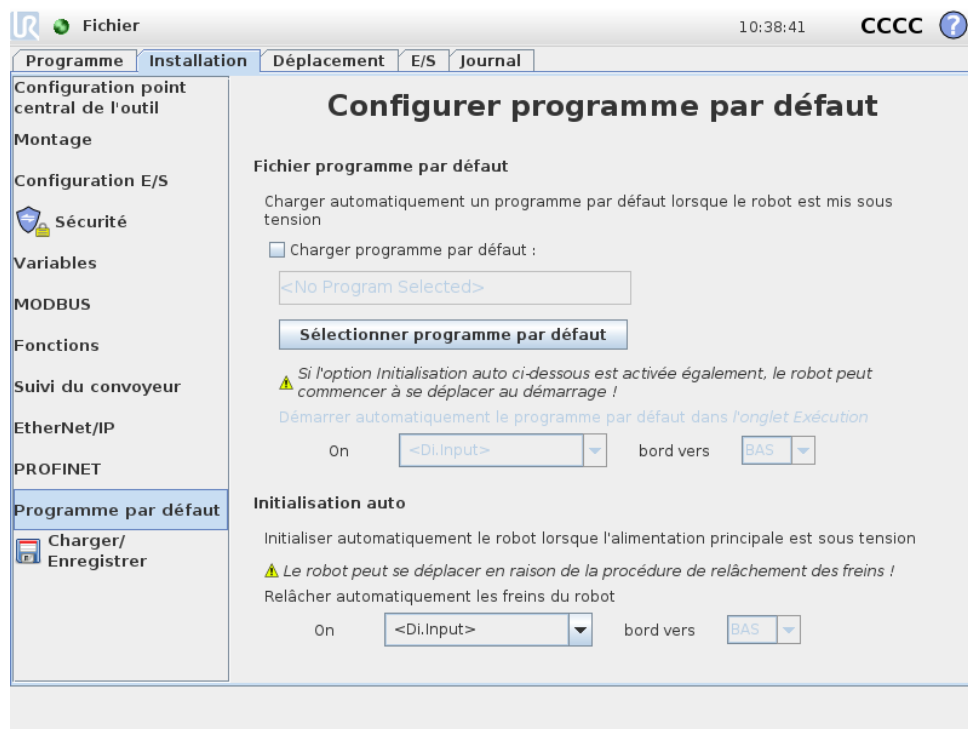 UR Fichier 10:38:41 CCCC ?
Programme Installation Déplacement E/S Journal
Configuration point
central de l'outil
Montage
Configuration E/S
Sécurité
Variables
MODBUS
Fonctions
Suivi du convoyeur
EtherNet/IP
PROFINET
Programme par défaut
Charger/
Enregistrer
Configurer programme par défaut
Fichier programme par défaut
Charger automatiquement un programme par défaut lorsque le robot est mis sous
tension
Charger programme par défaut :
<No Program Selected>
Sélectionner programme par défaut
Si l'option Initialisation auto ci-dessous est activée également, le robot peut
commencer à se déplacer au démarrage !
Démarrer automatiquement le programme par défaut dans l'onglet Exécution
On <Di.Input> bord vers BAS
Initialisation auto
Initialiser automatiquement le robot lorsque l'alimentation principale est sous tension
Le robot peut se déplacer en raison de la procédure de relâchement des freins !
Relâcher automatiquement les freins du robot
On <Di.Input> bord vers BAS